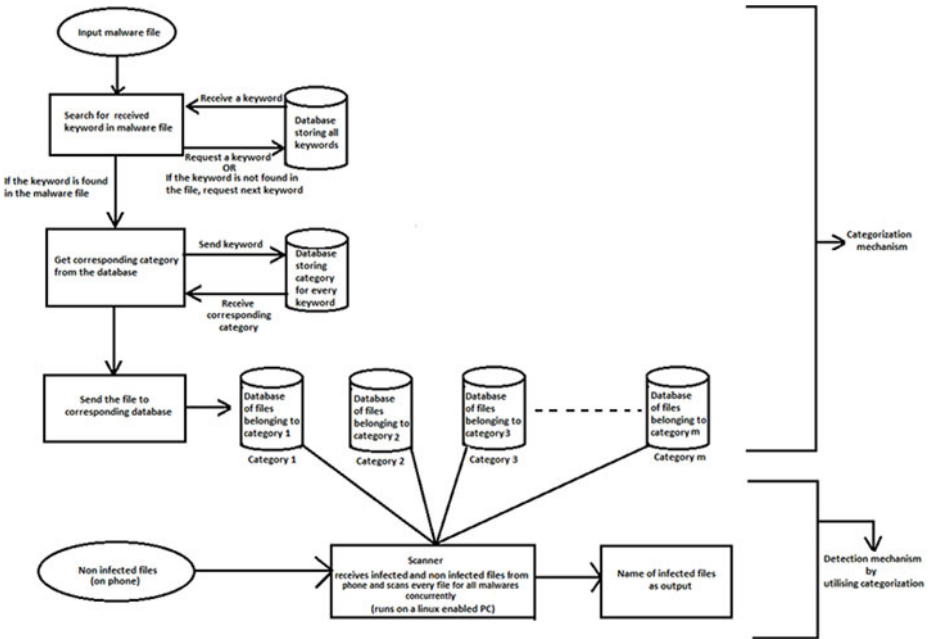 Input malware file
Search for received
keyword in malware file
Receive a keyword
Database
storing all
keywords
Request a keyword
OR
If the keyword is not found in
the file, request next keyword
If the keyword is found
in the malware file
Get corresponding category
from the database
Send keyword
Database
storing
category
for every
keyword
Receive
corresponding
category
Categorization
mechanism
Send the file to
corresponding database
Database
of files
belonging to
category 1
Category 1
Database
of files
belonging to
category 2
Category 2
Database
of files
belonging to
category 3
Category 3
Database
of files
belonging to
category m
Category m
Non infected files
(on phone)
Scanner
receives infected and non infected files from
phone and scans every file for all malwares
concurrently
(runs on a linux enabled PC)
Name of infected files
as output
Detection mechanism
by
utilising categorization